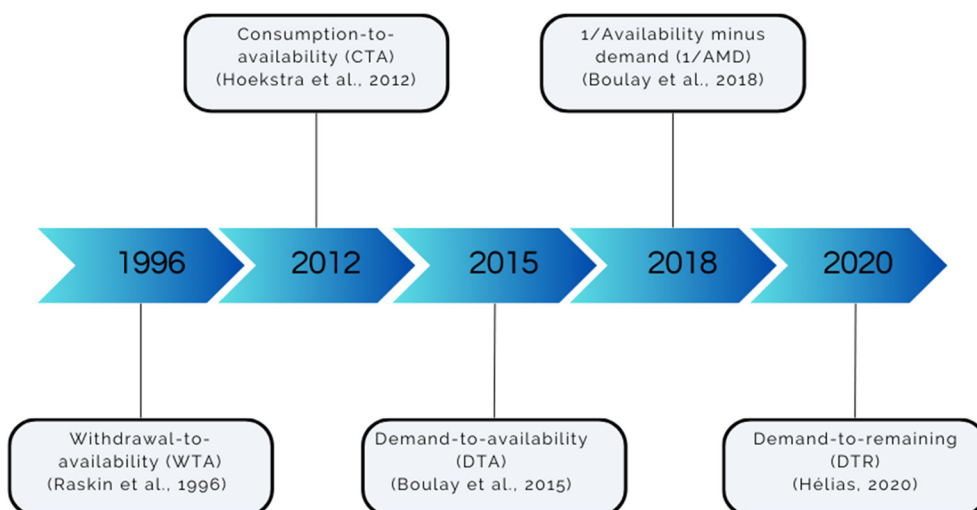 Consumption-to-
availability (CTA)
(Hoekstra et al., 2012)
1/Availability minus
demand (1/AMD)
(Boulay et al., 2018)
1996
2012
2015
2018
2020
Withdrawal-to-
availability (WTA)
(Raskin et al., 1996)
Demand-to-availability
(DTA)
(Boulay et al., 2015)
Demand-to-remaining
(DTR)
(Hélias, 2020)